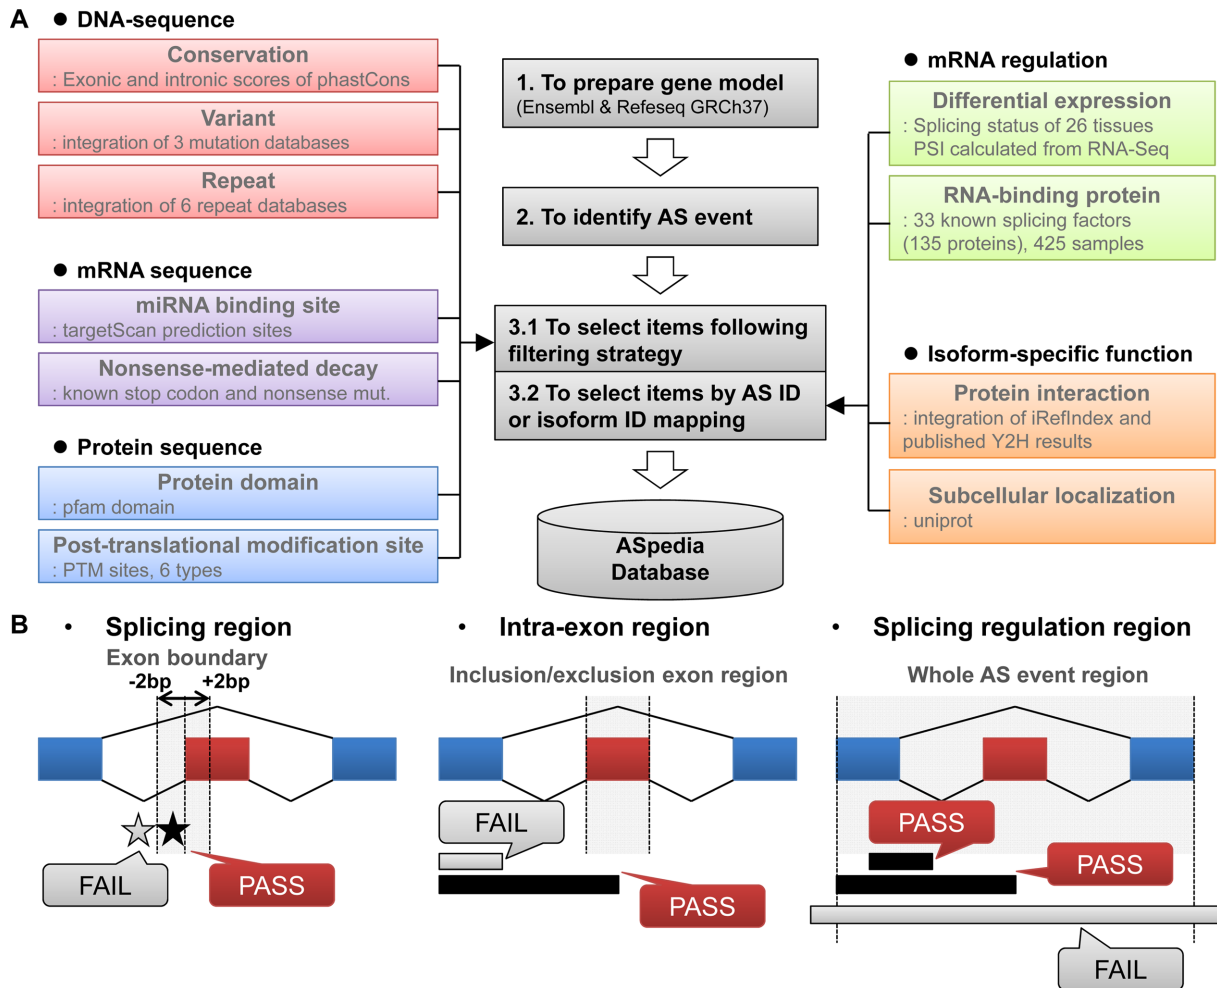 A
● DNA-sequence
Conservation
: Exonic and intronic scores of phastCons
Variant
: integration of 3 mutation databases
Repeat
: integration of 6 repeat databases
● mRNA sequence
miRNA binding site
: targetScan prediction sites
Nonsense-mediated decay
: known stop codon and nonsense mut.
● Protein sequence
Protein domain
: pfam domain
Post-translational modification site
: PTM sites, 6 types
1. To prepare gene model
(Ensembl & Refeseq GRCh37)
2. To identify AS event
3.1 To select items following
filtering strategy
3.2 To select items by AS ID
or isoform ID mapping
ASpedia
Database
● mRNA regulation
Differential expression
: Splicing status of 26 tissues
PSI calculated from RNA-Seq
RNA-binding protein
: 33 known splicing factors
(135 proteins), 425 samples
● Isoform-specific function
Protein interaction
: integration of iRefIndex and
published Y2H results
Subcellular localization
: uniprot
B
• Splicing region
Exon boundary
-2bp +2bp
FAIL
PASS
• Intra-exon region
Inclusion/exclusion exon region
FAIL
PASS
• Splicing regulation region
Whole AS event region
PASS
PASS
FAIL